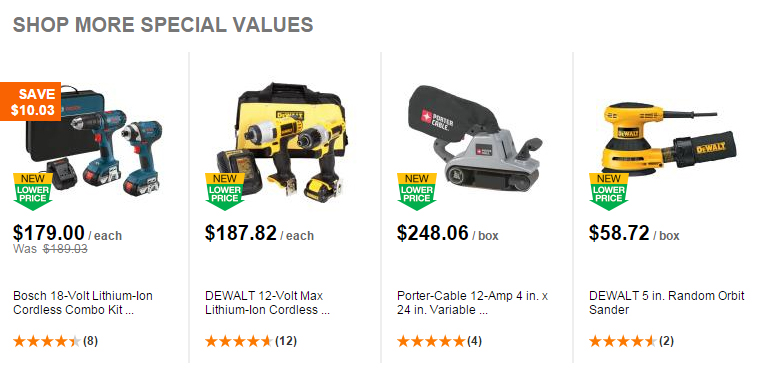 SHOP MORE SPECIAL VALUES
SAVE
$10.03
NEW
LOWER
PRICE
$179.00 / each
Was $189.03
Bosch 18-Volt Lithium-Ion
Cordless Combo Kit ...
(8)
DEWALT
NEW
LOWER
PRICE
$187.82 / each
DEWALT 12-Volt Max
Lithium-Ion Cordless ...
(12)
PORTER
CABLE
NEW
LOWER
PRICE
$248.06 / box
Porter-Cable 12-Amp 4 in. x
24 in. Variable ...
(4)
DEWALT
DEWALT
NEW
LOWER
PRICE
$58.72 / box
DEWALT 5 in. Random Orbit
Sander
(2)